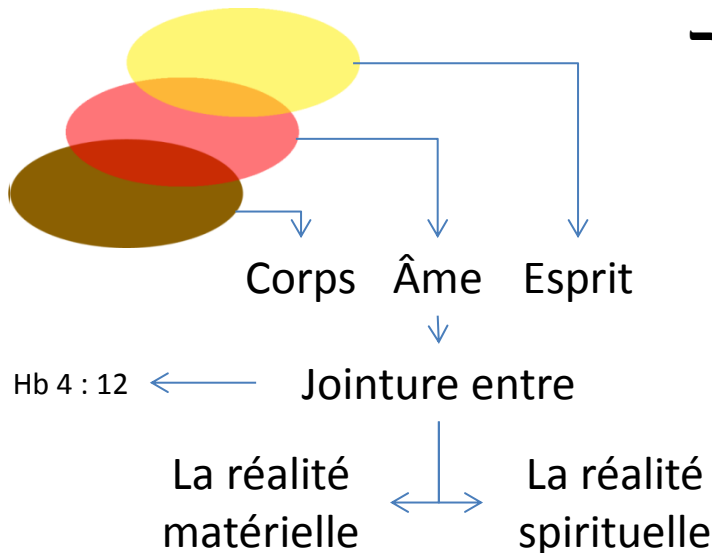 Corps Âme Esprit
Hb 4 : 12 Jointure entre
La réalité matérielle
La réalité spirituelle